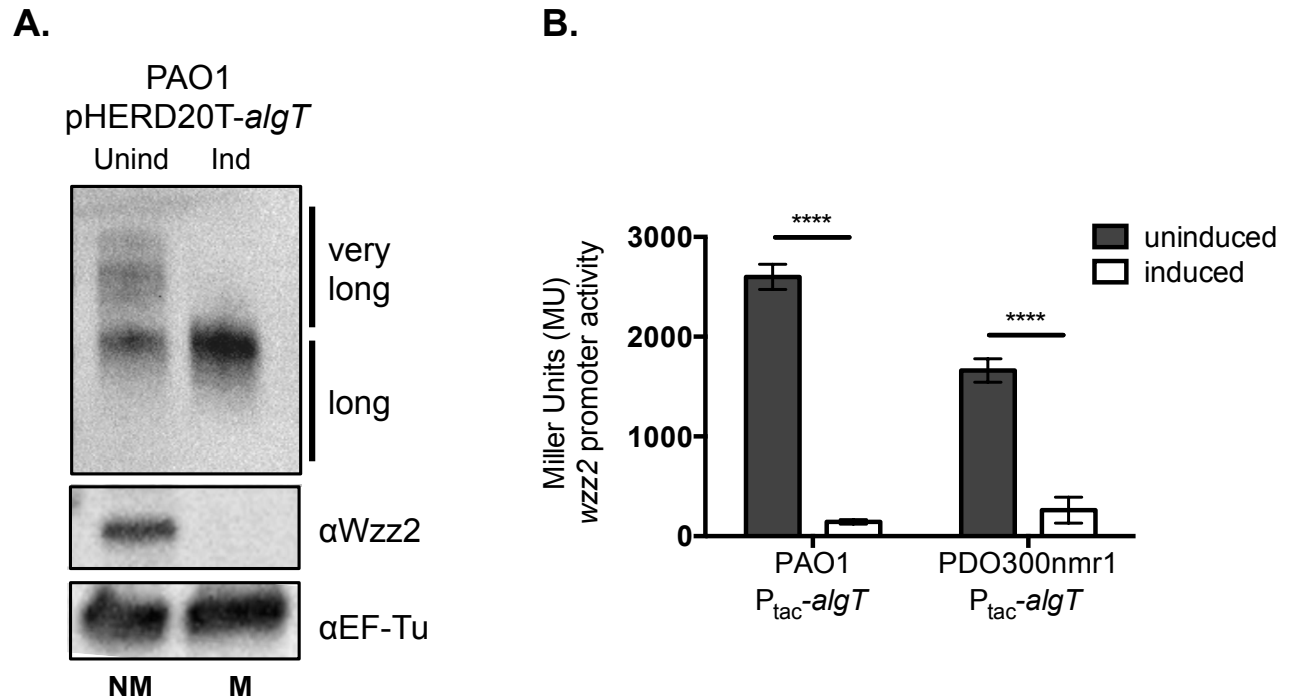 A.
PAO1
pHERD20T-algT
Unind Ind
very
long
long
αWzz2
αEF-Tu
NM M
B.
Miller Units (MU)
wzz2 promoter activity
3000
2000
1000
0
****
****
uninduced
induced
PAO1
Ptac-algT
PDO300nmr1
Ptac-algT